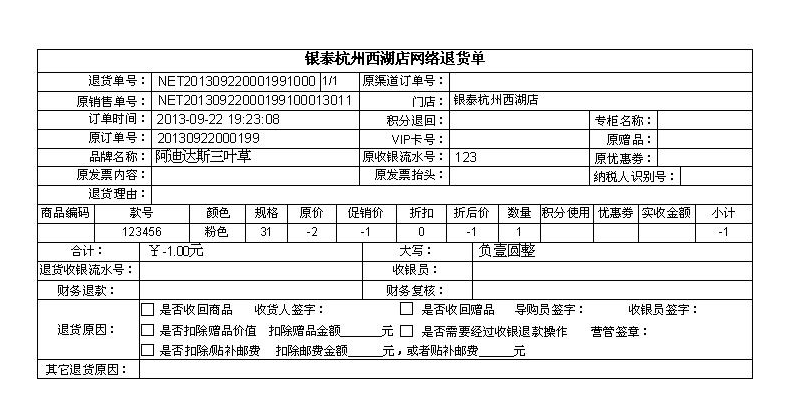 银泰杭州西湖店网络退货单
退货单号： NET201309220001991000 1/1 原渠道订单号：
原销售单号： NET20130922000199100013011 门店： 银泰杭州西湖店
订单时间： 2013-09-22 19:23:08 积分退回： 专柜名称：
原订单号： 20130922000199 VIP卡号： 原赠品：
品牌名称： 阿迪达斯三叶草 原收银流水号： 123 原优惠券：
原发票内容： 原发票抬头： 纳税人识别号：
退货理由：
商品编码 款号 颜色 规格 原价 促销价 折扣 折后价 数量 积分使用 优惠券 实收金额 小计
123456 粉色 31 -2 -1 0 -1 1 -1
合计： ￥-1.00元 大写： 负壹圆整
退货收银流水号： 收银员：
财务退款： 财务复核：
退货原因： 是否收回商品 收货人签字： 是否收回赠品 导购员签字： 收银员签字：
是否扣除赠品价值 扣除赠品金额______元 是否需要经过收银退款操作 营管签章：
是否扣除/贴补邮费 扣除邮费金额______元，或者贴补邮费______元
其它退货原因：